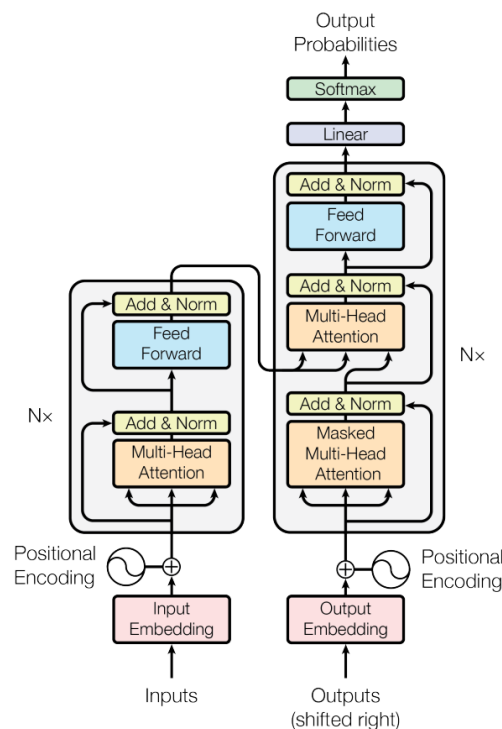 Output
Probabilities
Softmax
Linear
Add & Norm
Feed
Forward
Add & Norm
Multi-Head
Attention
Add & Norm
Masked
Multi-Head
Attention
N×
Add & Norm
Feed
Forward
Add & Norm
Multi-Head
Attention
N×
Positional
Encoding
Positional
Encoding
Input
Embedding
Output
Embedding
Inputs
Outputs
(shifted right)